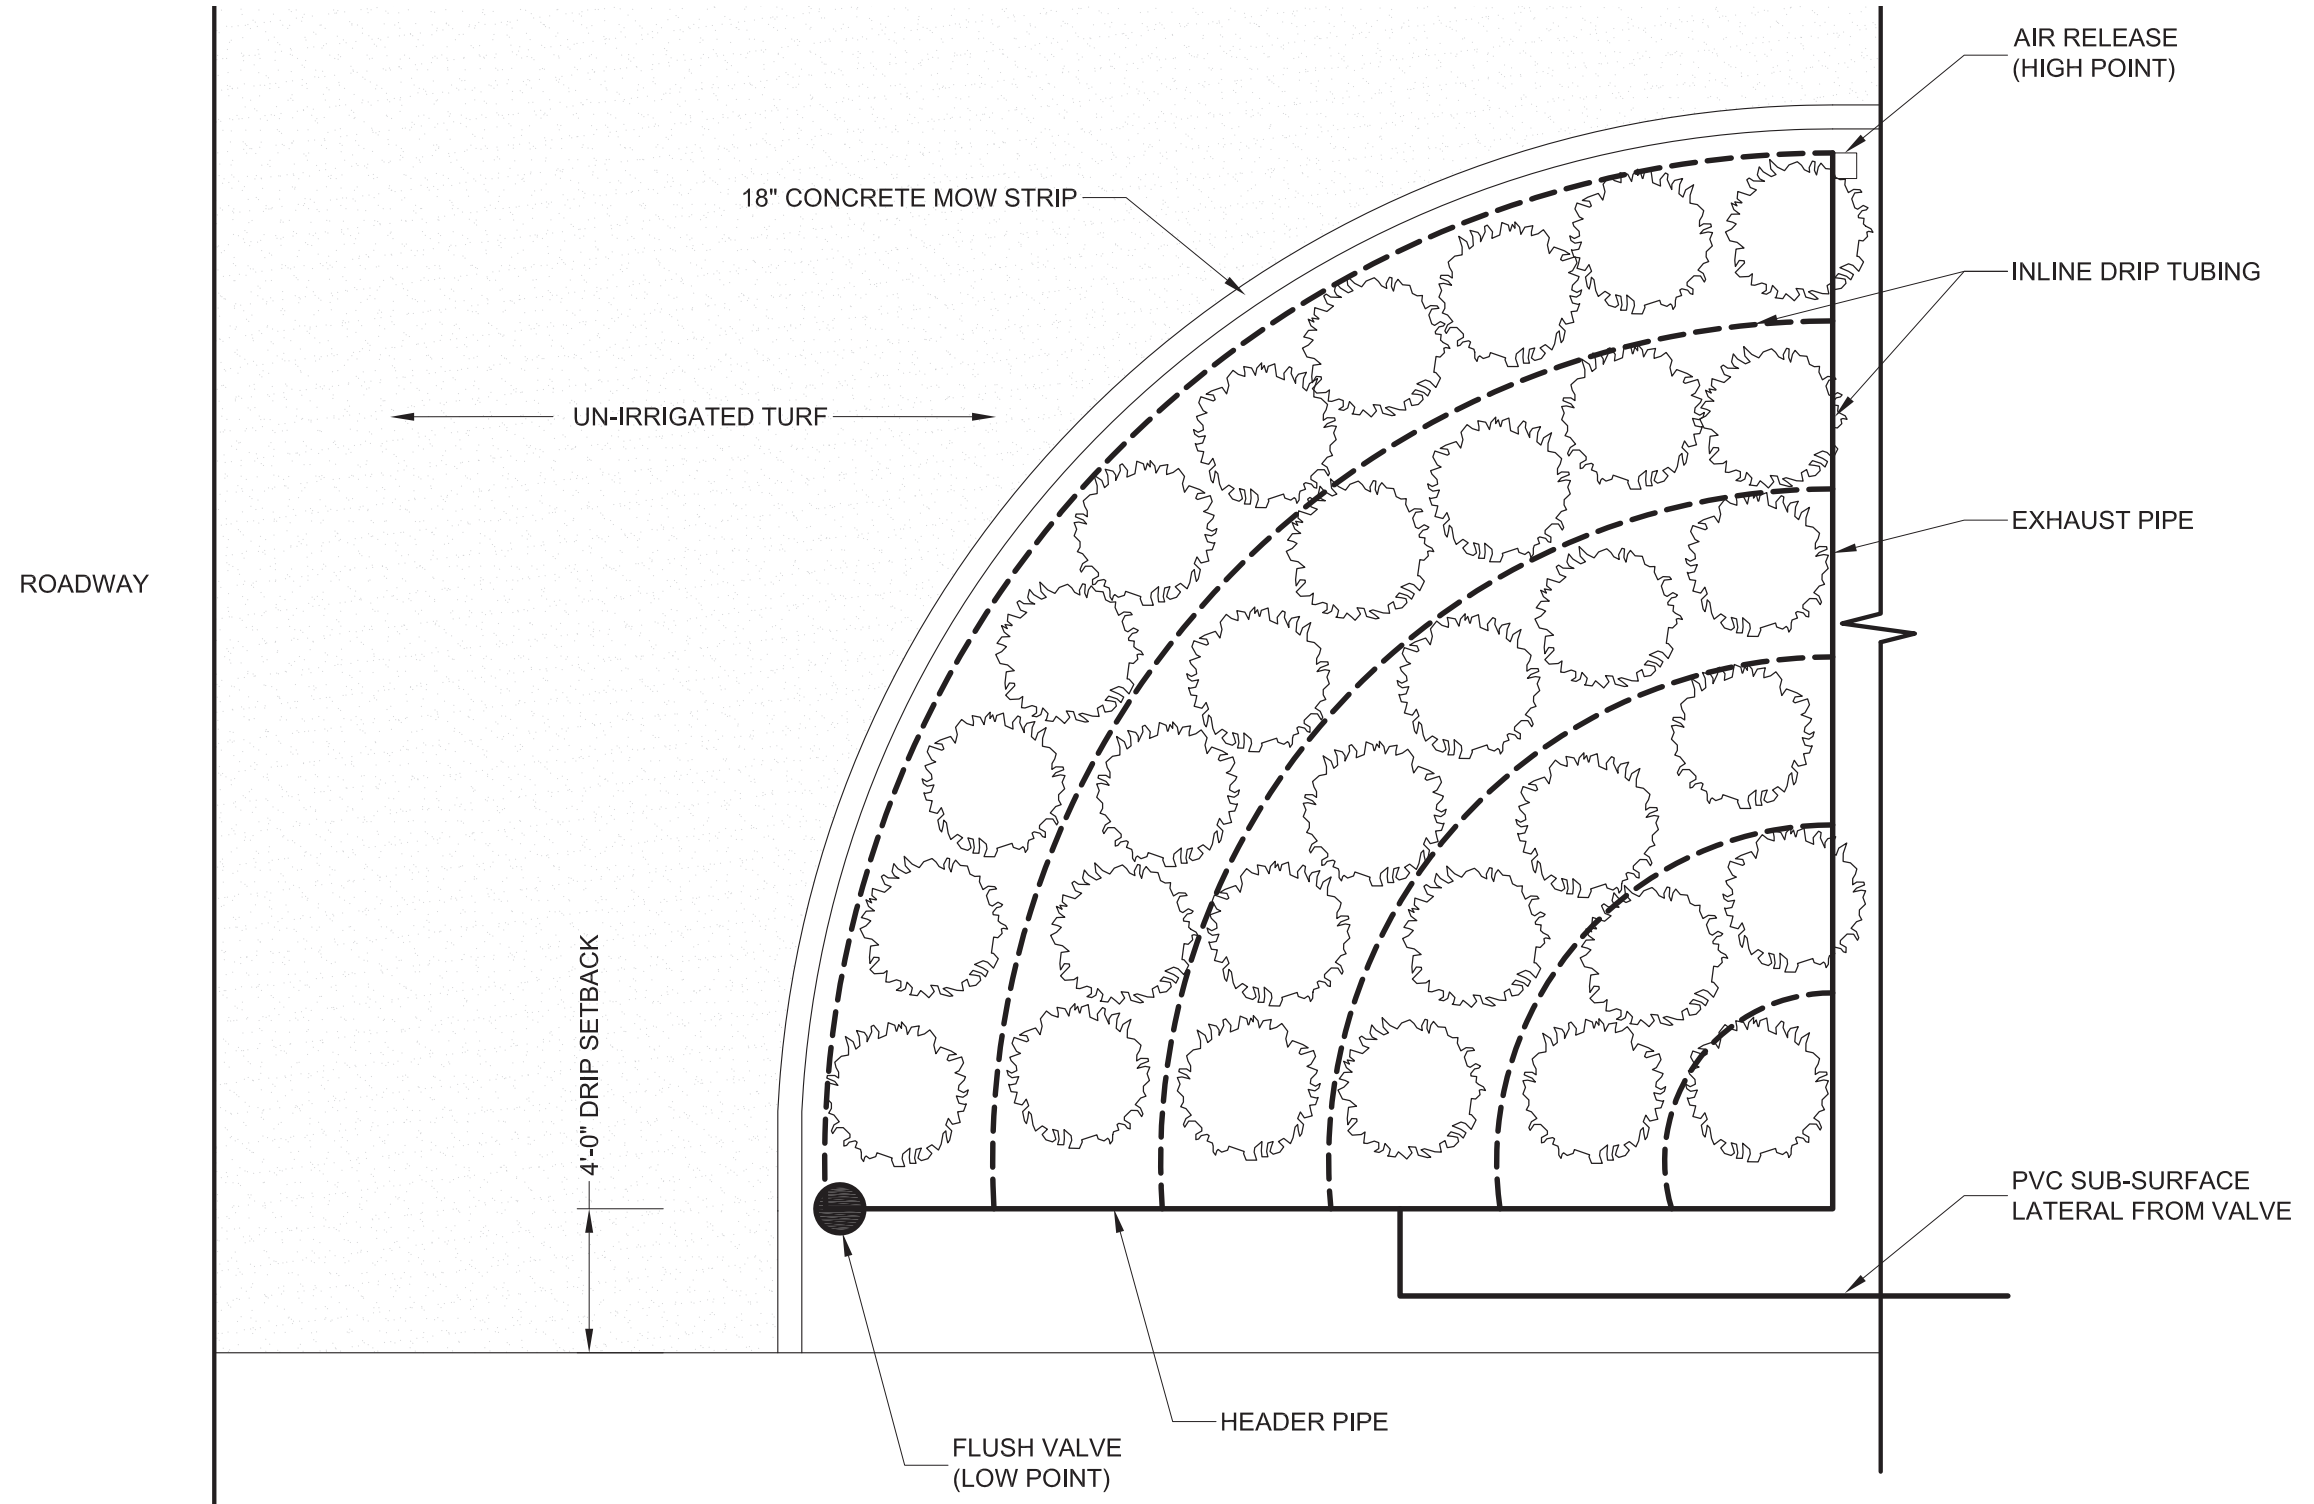 AIR RELEASE
(HIGH POINT)
18" CONCRETE MOW STRIP
INLINE DRIP TUBING
UN-IRRIGATED TURF
EXHAUST PIPE
ROADWAY
4'-0" DRIP SETBACK
PVC SUB-SURFACE
LATERAL FROM VALVE
HEADER PIPE
FLUSH VALVE
(LOW POINT)